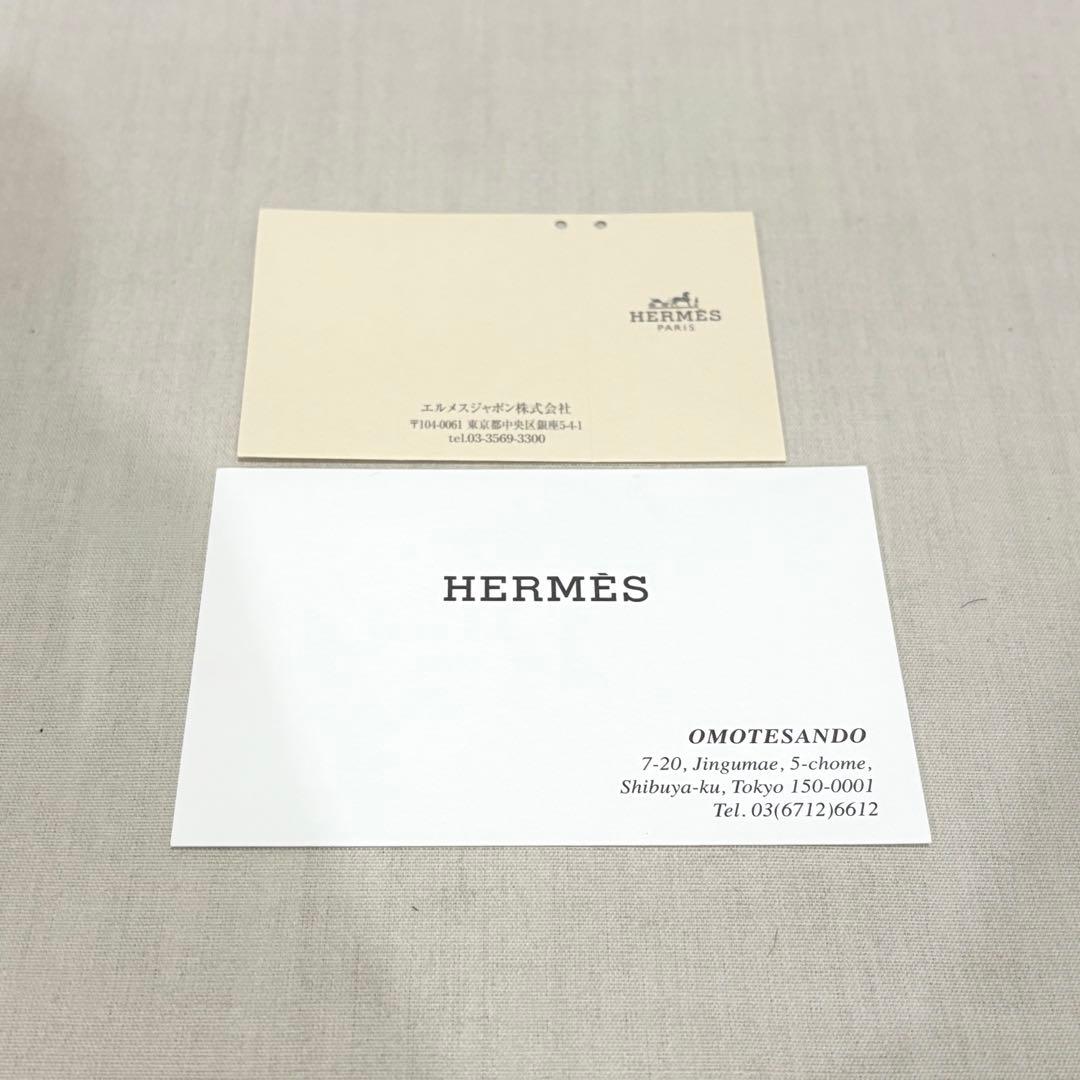 HERMÈS
PARIS
エルメスジャポン株式会社
〒104-0061 東京都中央区銀座5-4-1
tel.03-3569-3300
HERMÈS
OMOTESANDO
7-20, Jingumae, 5-chome,
Shibuya-ku, Tokyo 150-0001
Tel. 03(6712)6612